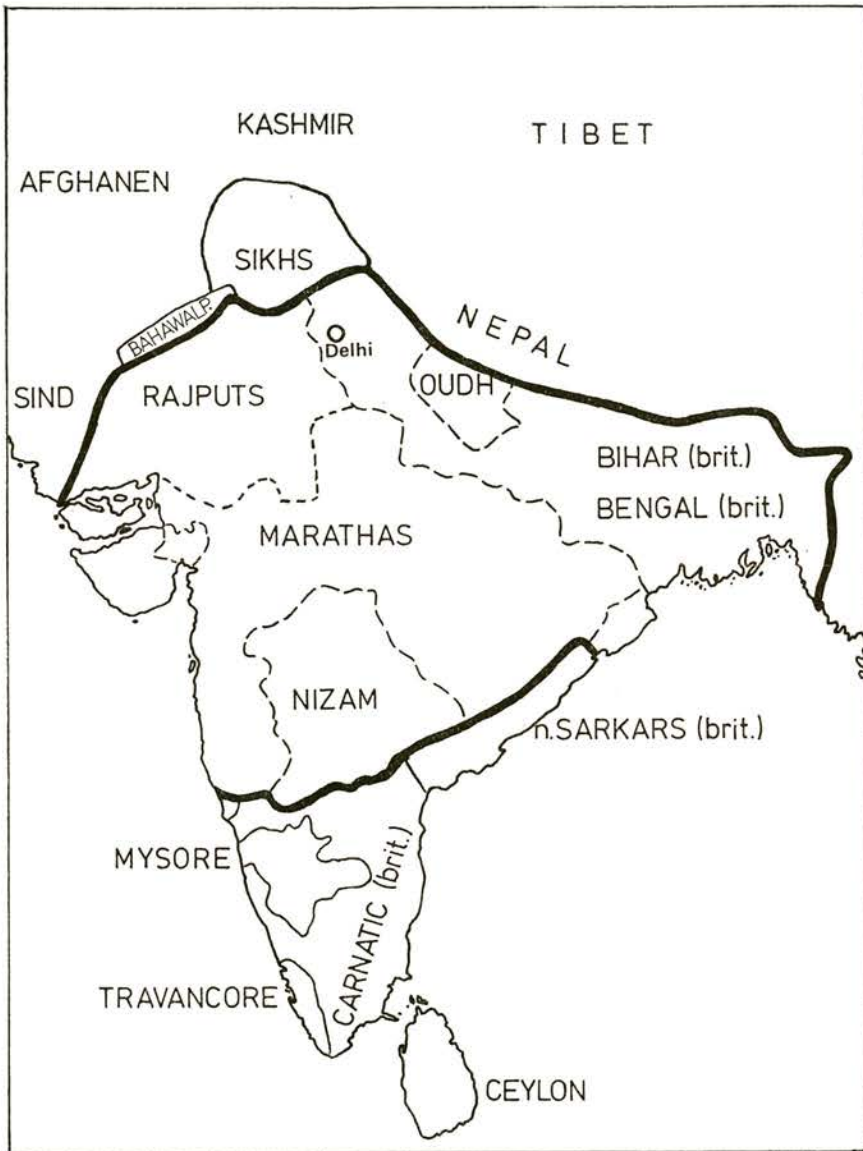 KASHMIR
TIBET
AFGHANEN
SIKHS
BAHAWALP.
Delhi
NEPAL
SIND
RAJPUTS
OUDH
BIHAR (brit.)
BENGAL (brit.)
MARATHAS
NIZAM
n.SARKARS (brit.)
MYSORE
CARNATIC (brit.)
TRAVANCORE
CEYLON